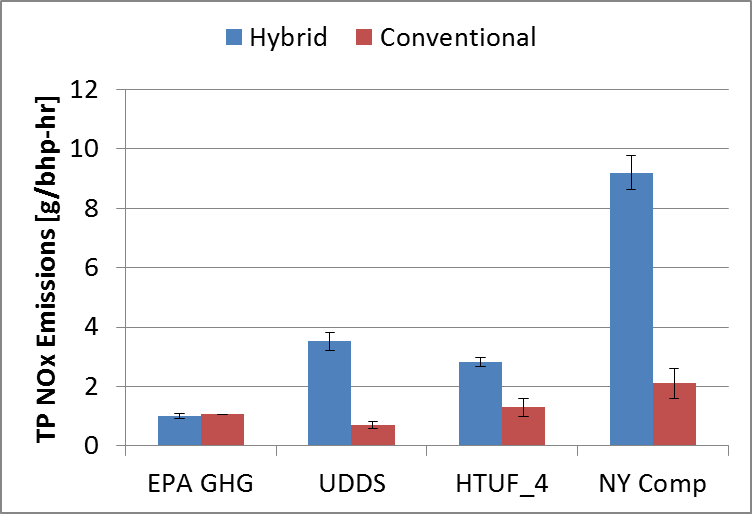 Hybrid Conventional
TP NOx Emissions [g/bhp-hr]
12
10
8
6
4
2
0
EPA GHG UDDS HTUF_4 NY Comp